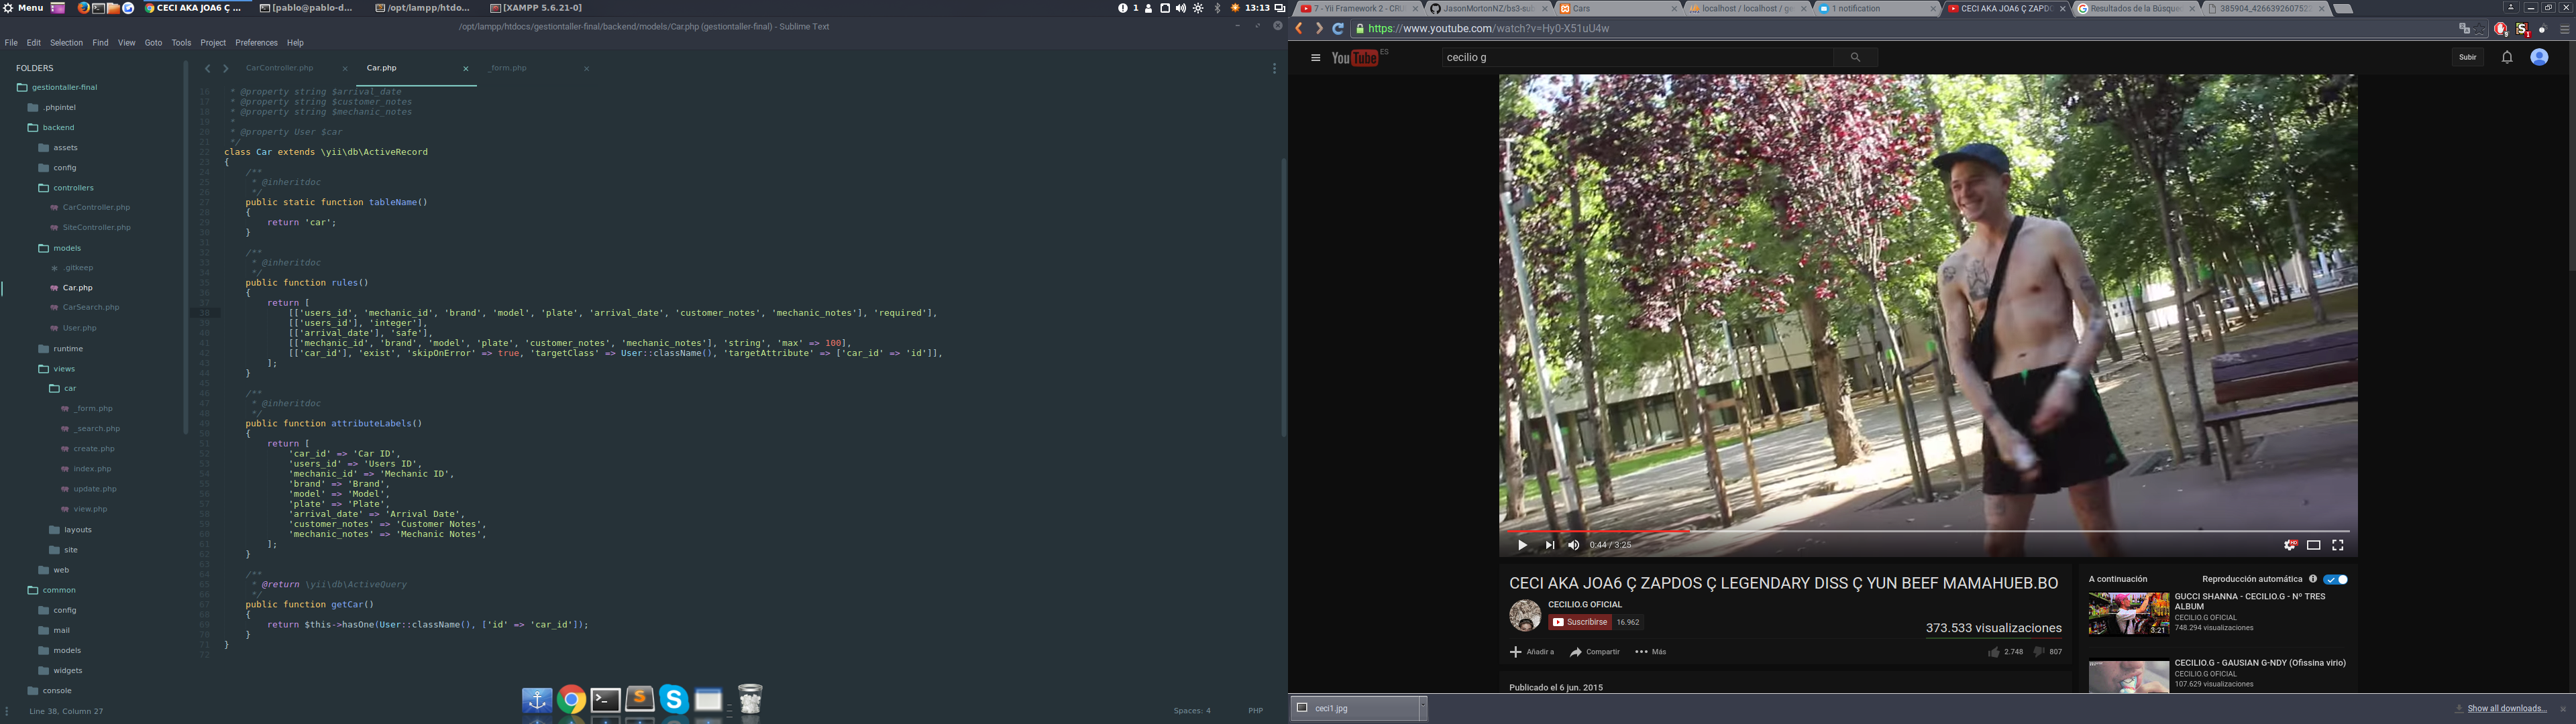 Menu
CECI AKA JOA6 Ç ...
[pablo@pablo-d...
/opt/lampp/htdo...
[XAMPP 5.6.21-0]
1
13:13
/opt/lampp/htdocs/gestiontaller-final/backend/models/Car.php (gestiontaller-final) - Sublime Text
File Edit Selection Find View Goto Tools Project Preferences Help
FOLDERS
gestiontaller-final
.phpintel
backend
assets
config
controllers
CarController.php
SiteController.php
models
.gitkeep
Car.php
CarSearch.php
User.php
runtime
views
car
_form.php
_search.php
create.php
index.php
update.php
view.php
layouts
site
web
common
config
mail
models
widgets
console
Line 38, Column 27
CarController.php
Car.php
_form.php
16 * @property string $arrival_date
17 * @property string $customer_notes
18 * @property string $mechanic_notes
19 *
20 * @property User $car
21 */
22 class Car extends \yii\db\ActiveRecord
23 {
24 /**
25 * @inheritdoc
26 */
27 public static function tableName()
28 {
29 return 'car';
30 }
31
32 /**
33 * @inheritdoc
34 */
35 public function rules()
36 {
37 return [
38 [['users_id', 'mechanic_id', 'brand', 'model', 'plate', 'arrival_date', 'customer_notes', 'mechanic_notes'], 'required'],
39 [['users_id'], 'integer'],
40 [['arrival_date'], 'safe'],
41 [['mechanic_id', 'brand', 'model', 'plate', 'customer_notes', 'mechanic_notes'], 'string', 'max' => 100],
42 [['car_id'], 'exist', 'skipOnError' => true, 'targetClass' => User::className(), 'targetAttribute' => ['car_id' => 'id']],
43 ];
44 }
45
46 /**
47 * @inheritdoc
48 */
49 public function attributeLabels()
50 {
51 return [
52 'car_id' => 'Car ID',
53 'users_id' => 'Users ID',
54 'mechanic_id' => 'Mechanic ID',
55 'brand' => 'Brand',
56 'model' => 'Model',
57 'plate' => 'Plate',
58 'arrival_date' => 'Arrival Date',
59 'customer_notes' => 'Customer Notes',
60 'mechanic_notes' => 'Mechanic Notes',
61 ];
62 }
63
64 /**
65 * @return \yii\db\ActiveQuery
66 */
67 public function getCar()
68 {
69 return $this->hasOne(User::className(), ['id' => 'car_id']);
70 }
71 }
72
Spaces: 4
PHP
7 - Yii Framework 2 - CRU
JasonMortonNZ/bs3-sub
Cars
localhost / localhost / ge
1 notification
CECI AKA JOA6 Ç ZAPDO
Resultados de la Búsque
385904_426639260752
https://www.youtube.com/watch?v=Hy0-X51uU4w
YouTube ES
cecilio g
Subir
0:44 / 3:25
HD
CECI AKA JOA6 Ç ZAPDOS Ç LEGENDARY DISS Ç YUN BEEF MAMAHUEB.BO
CECILIO.G OFICIAL
Suscribirse 16.962
373.533 visualizaciones
Añadir a
Compartir
Más
2.748
807
Publicado el 6 jun. 2015
A continuación
Reproducción automática
GUCCI SHANNA - CECILIO.G - Nº TRES
ALBUM
CECILIO.G OFICIAL
748.294 visualizaciones
3:21
CECILIO.G - GAUSIAN G-NDY (Ofissina virio)
CECILIO.G OFICIAL
107.629 visualizaciones
ceci1.jpg
Show all downloads...